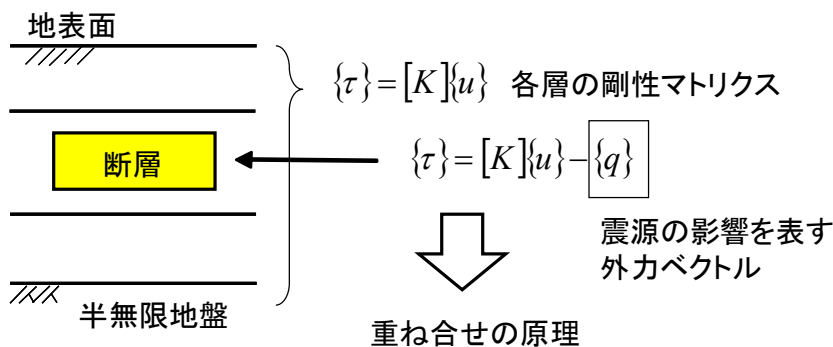 地表面
{τ}=[K]{u} 各層の剛性マトリクス
断層
{τ}=[K]{u}−{q}
震源の影響を表す
外力ベクトル
半無限地盤
重ね合せの原理